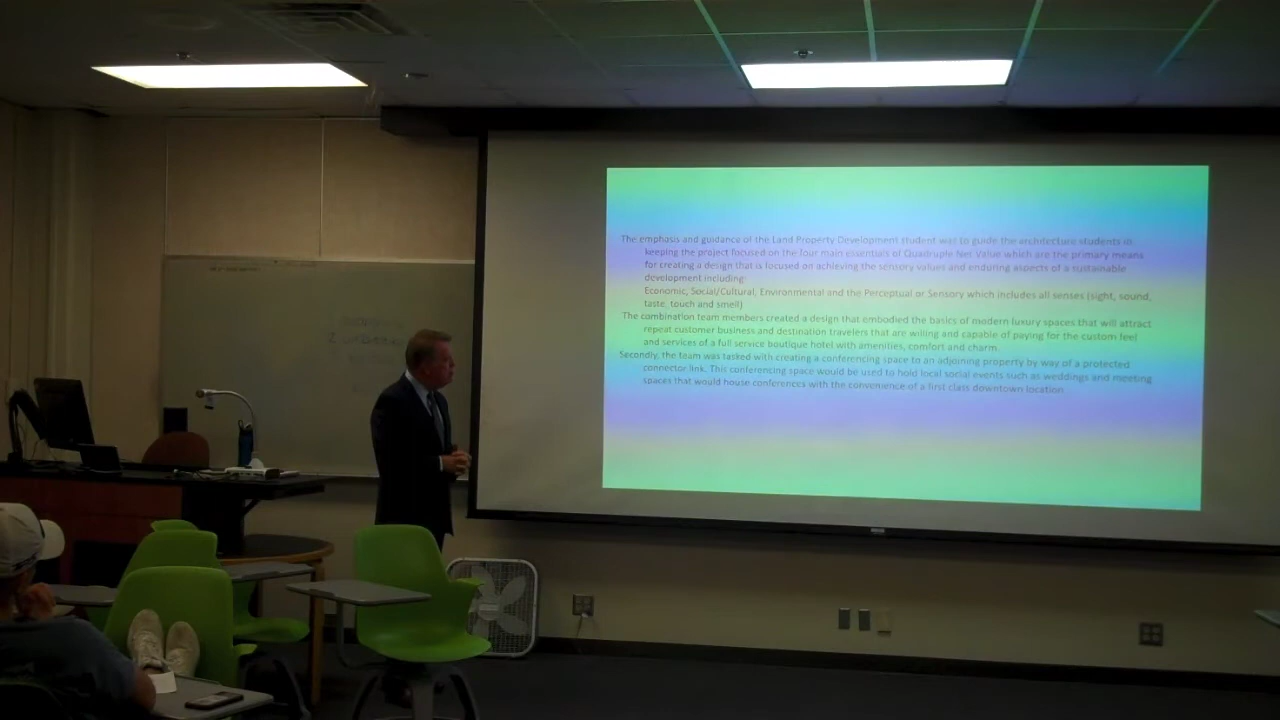 The emphasis and guidance of the Land Property Development student was to guide the architecture students in
keeping the project focused on the four main essentials of Quadruple Net Value which are the primary means
for creating a design that is focused on achieving the sensory values and enduring aspects of a sustainable
development including:
Economic, Social/Cultural, Environmental and the Perceptual or Sensory which includes all senses (sight, sound,
taste, touch and smell)
The combination team members created a design that embodied the basics of modern luxury spaces that will attract
repeat customer business and destination travelers that are willing and capable of paying for the custom feel
and services of a full service boutique hotel with amenities, comfort and charm.
Secondly, the team was tasked with creating a conferencing space to an adjoining property by way of a protected
connector link. This conferencing space would be used to hold local social events such as weddings and meeting
spaces that would house conferences with the convenience of a first class downtown location.